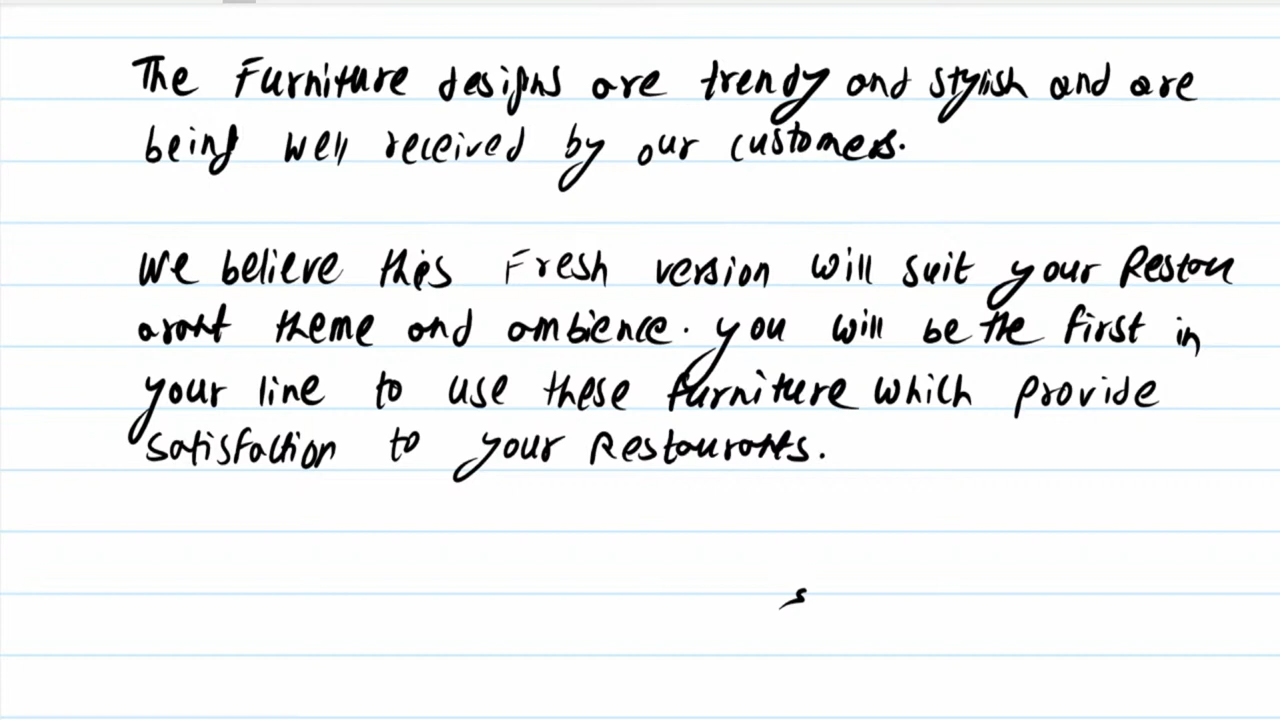 The Furniture designs are trendy and stylish and are
being well received by our customers.
We believe this Fresh version will suit your Restau
arant theme and ambience. you will be the first in
your line to use these furniture which provide
satisfaction to your Restaurants.
s